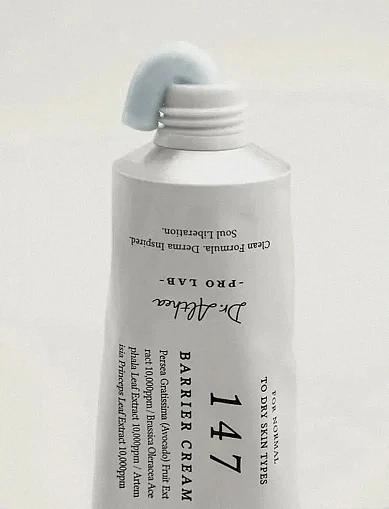 Clean Formula. Derma Inspired.
Soul Liberation.
Dr.Althea
-PRO LAB-
FOR NORMAL
TO DRY SKIN TYPES
147
BARRIER CREAM
Persea Gratissima (Avocado) Fruit Ext
ract 10,000ppm / Brassica Oleracea Ace
phala Leaf Extract 10,000ppm / Artem
isia Princeps Leaf Extract 10,000ppm